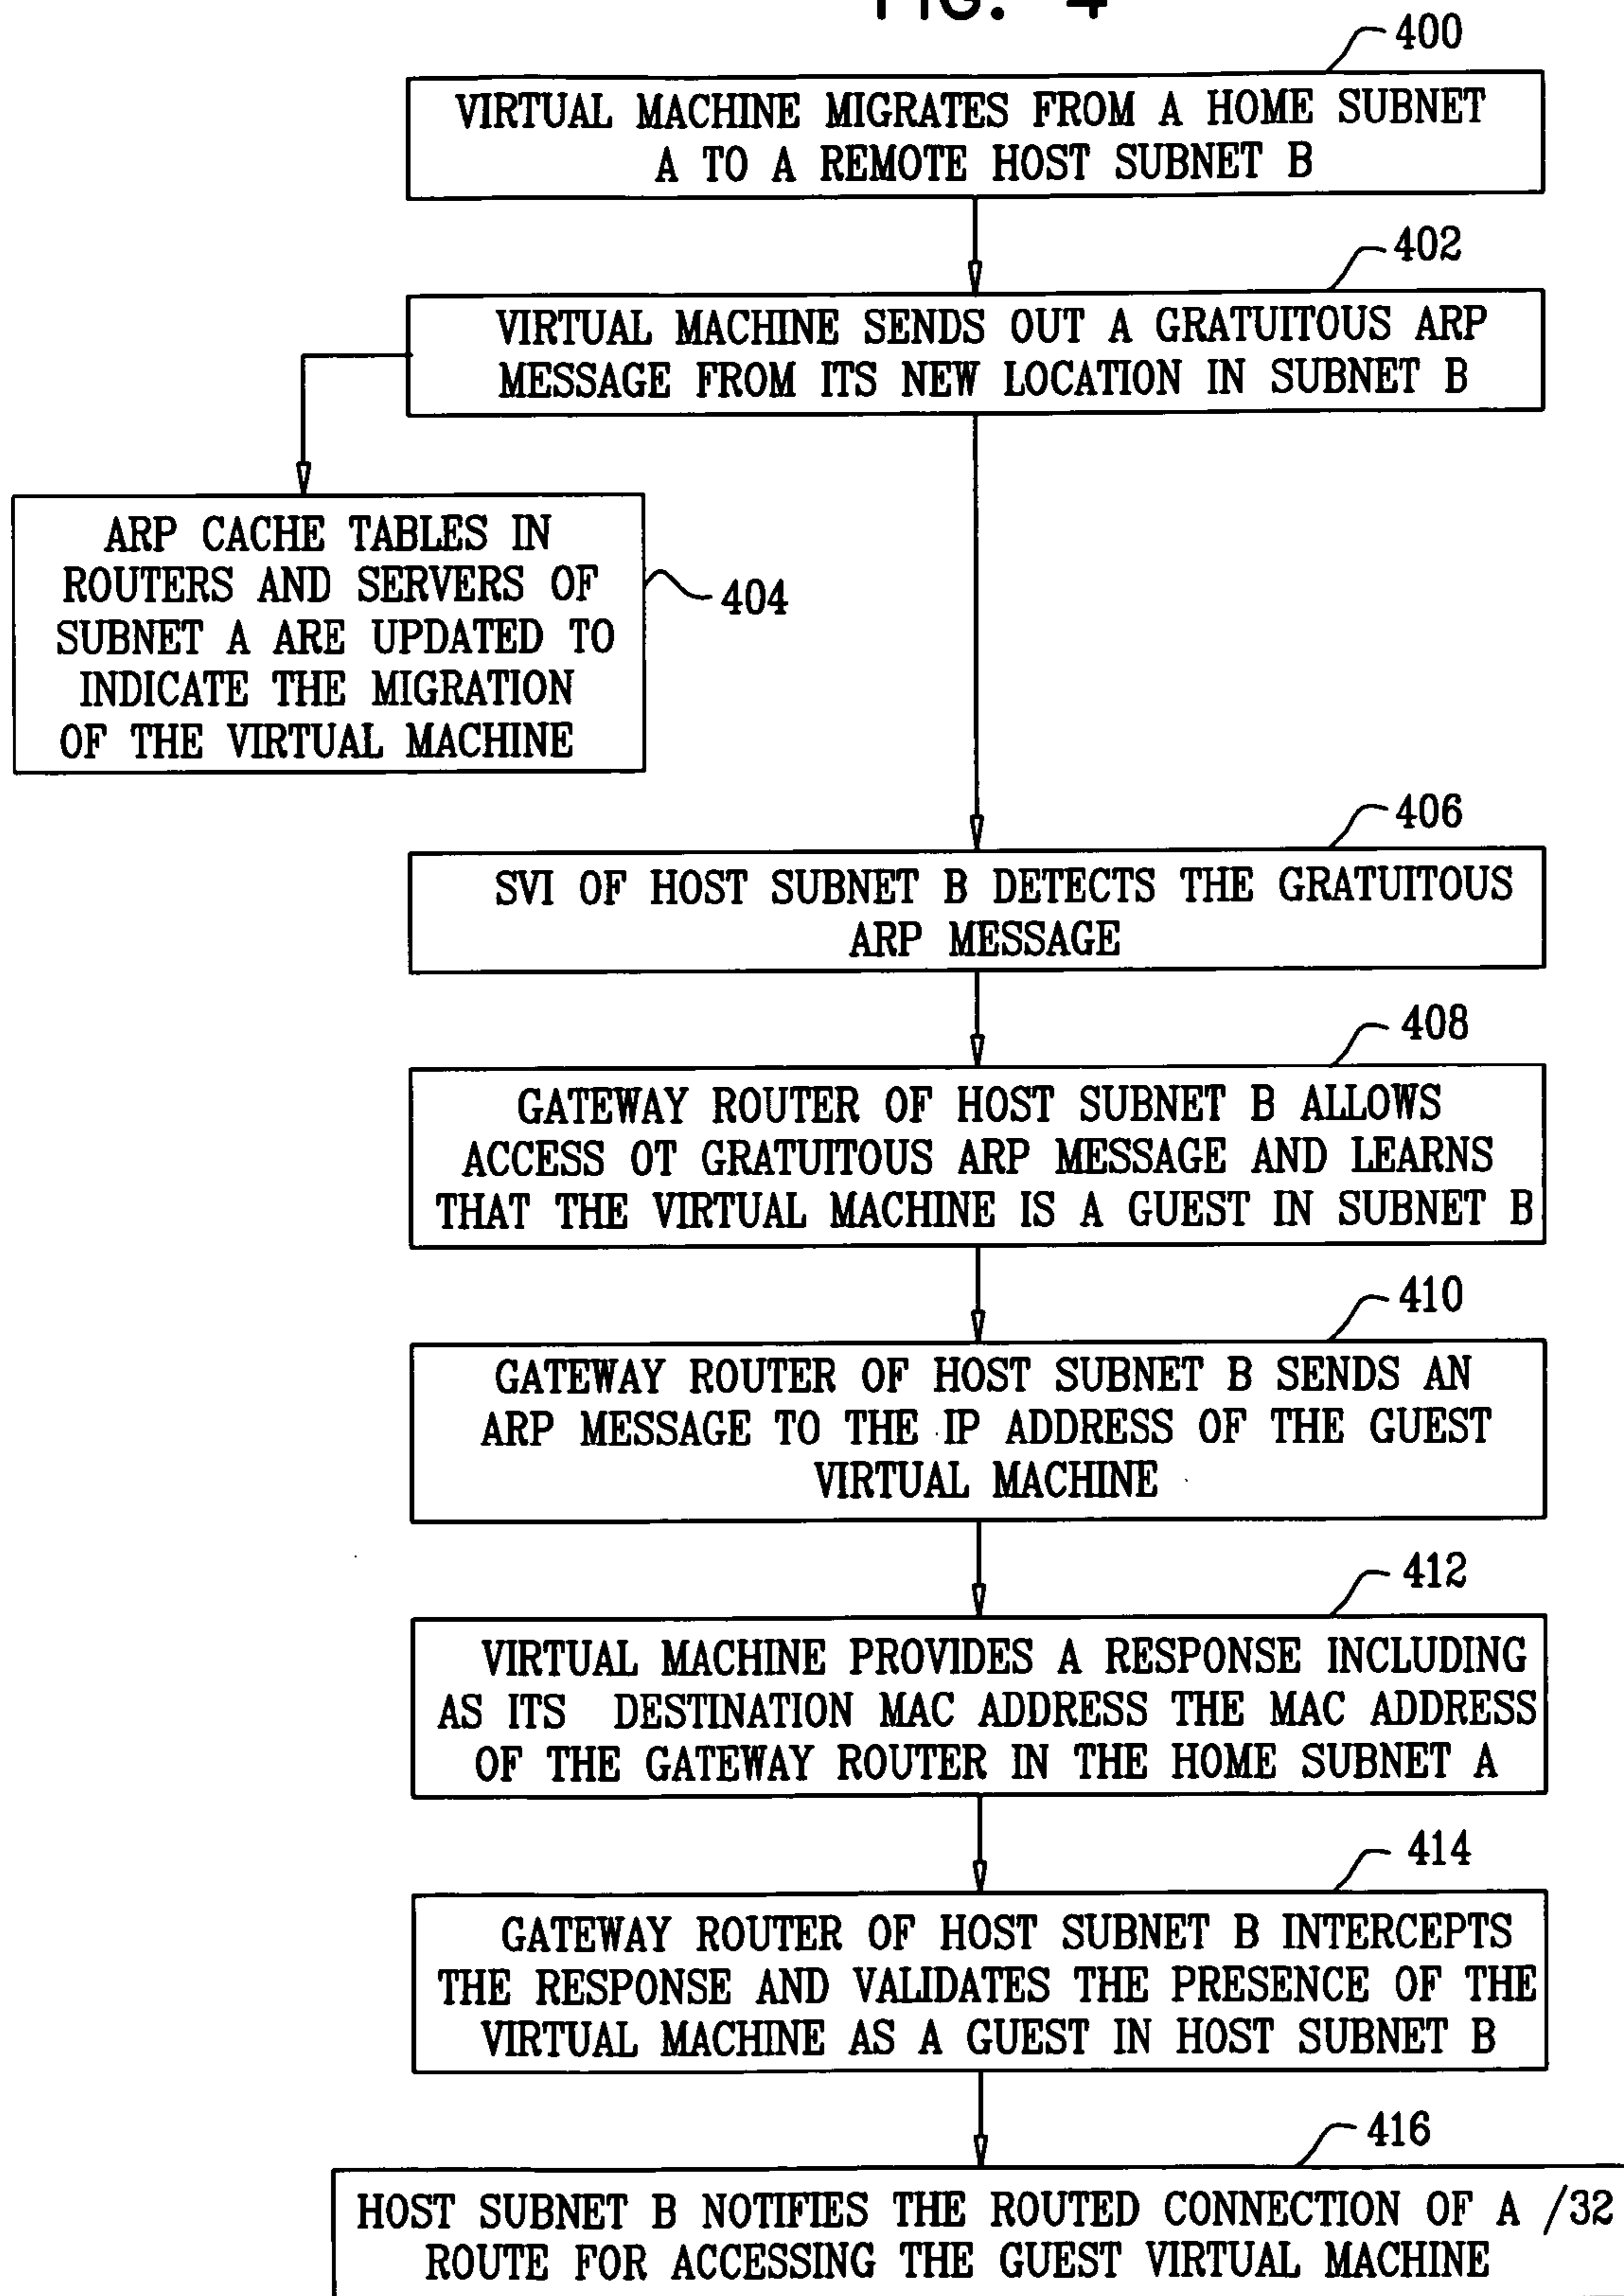 FIG. 4
400
VIRTUAL MACHINE MIGRATES FROM A HOME SUBNET
A TO A REMOTE HOST SUBNET B
402
VIRTUAL MACHINE SENDS OUT A GRATUITOUS ARP
MESSAGE FROM ITS NEW LOCATION IN SUBNET B
ARP CACHE TABLES IN
ROUTERS AND SERVERS OF
SUBNET A ARE UPDATED TO
INDICATE THE MIGRATION
OF THE VIRTUAL MACHINE
404
406
SVI OF HOST SUBNET B DETECTS THE GRATUITOUS
ARP MESSAGE
408
GATEWAY ROUTER OF HOST SUBNET B ALLOWS
ACCESS OT GRATUITOUS ARP MESSAGE AND LEARNS
THAT THE VIRTUAL MACHINE IS A GUEST IN SUBNET B
410
GATEWAY ROUTER OF HOST SUBNET B SENDS AN
ARP MESSAGE TO THE IP ADDRESS OF THE GUEST
VIRTUAL MACHINE
412
VIRTUAL MACHINE PROVIDES A RESPONSE INCLUDING
AS ITS DESTINATION MAC ADDRESS THE MAC ADDRESS
OF THE GATEWAY ROUTER IN THE HOME SUBNET A
414
GATEWAY ROUTER OF HOST SUBNET B INTERCEPTS
THE RESPONSE AND VALIDATES THE PRESENCE OF THE
VIRTUAL MACHINE AS A GUEST IN HOST SUBNET B
416
HOST SUBNET B NOTIFIES THE ROUTED CONNECTION OF A /32
ROUTE FOR ACCESSING THE GUEST VIRTUAL MACHINE